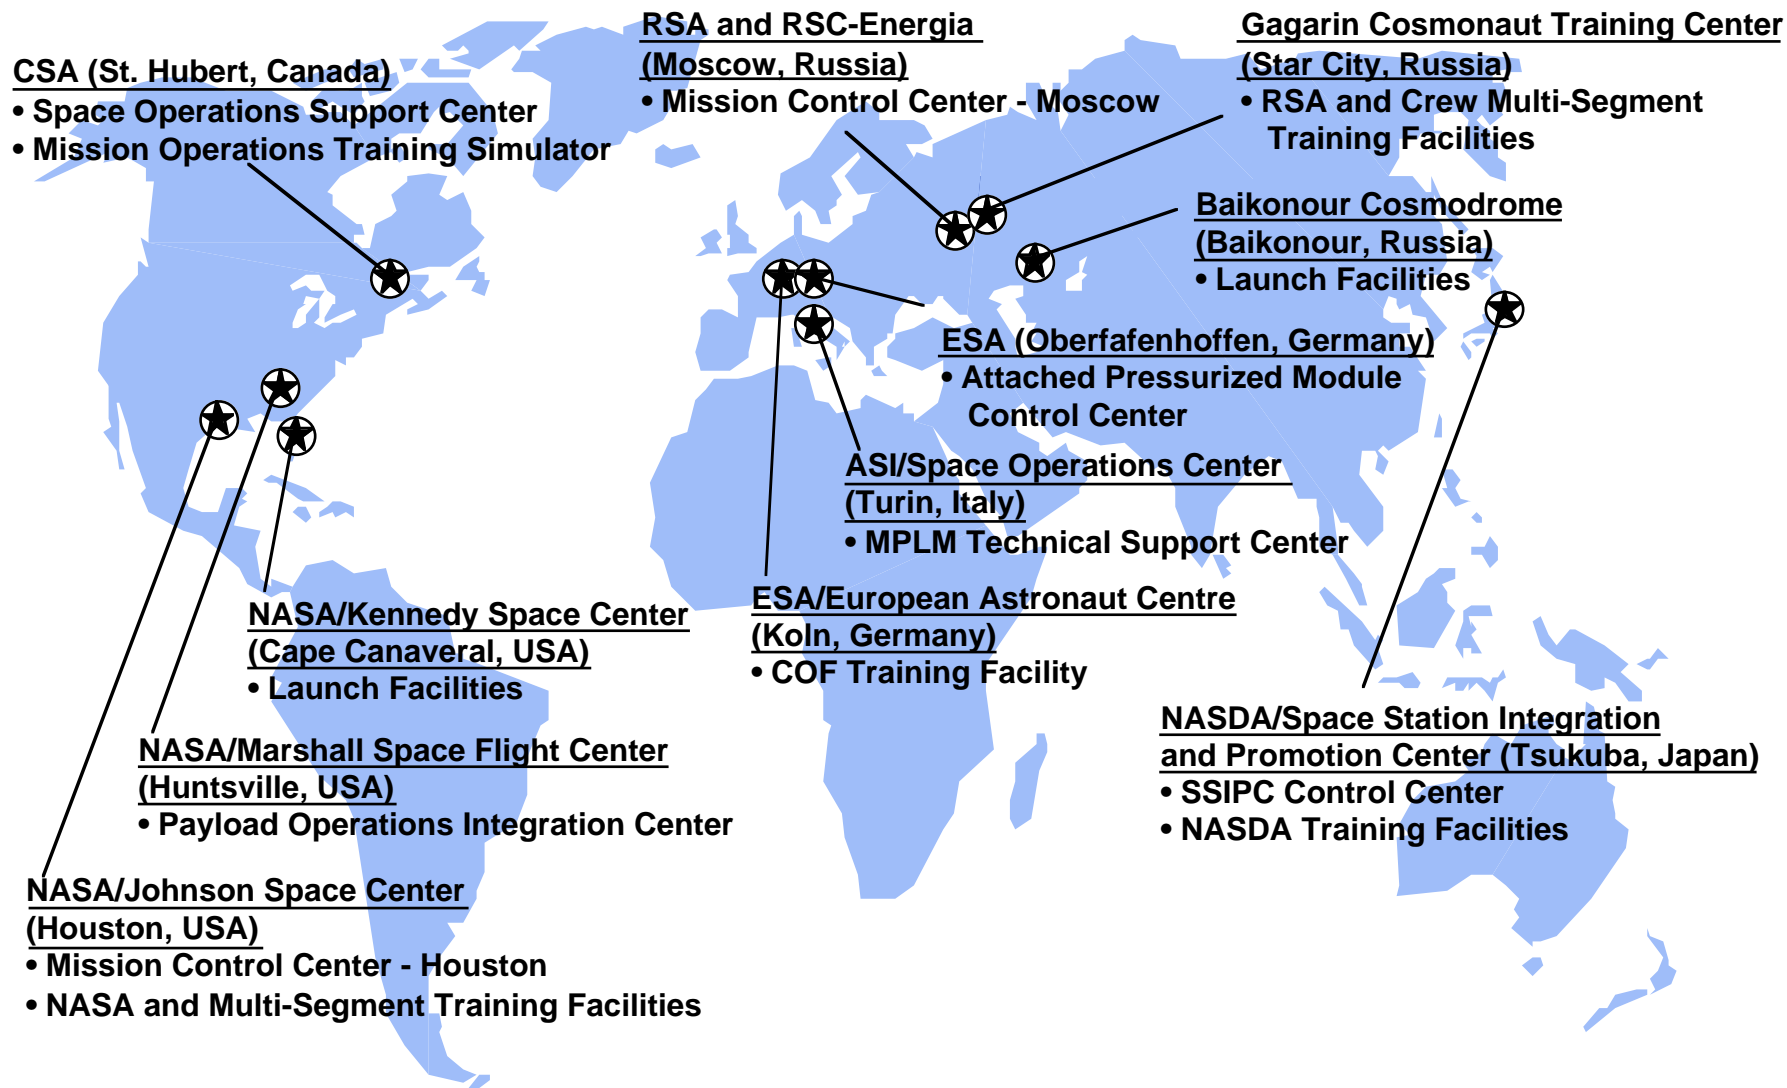 CSA (St. Hubert, Canada)
• Space Operations Support Center
• Mission Operations Training Simulator
RSA and RSC-Energia
(Moscow, Russia)
• Mission Control Center - Moscow
Gagarin Cosmonaut Training Center
(Star City, Russia)
• RSA and Crew Multi-Segment
Training Facilities
Baikonour Cosmodrome
(Baikonour, Russia)
• Launch Facilities
ESA (Oberfafenhoffen, Germany)
• Attached Pressurized Module
Control Center
ASI/Space Operations Center
(Turin, Italy)
• MPLM Technical Support Center
ESA/European Astronaut Centre
(Koln, Germany)
• COF Training Facility
NASA/Kennedy Space Center
(Cape Canaveral, USA)
• Launch Facilities
NASA/Marshall Space Flight Center
(Huntsville, USA)
• Payload Operations Integration Center
NASDA/Space Station Integration
and Promotion Center (Tsukuba, Japan)
• SSIPC Control Center
• NASDA Training Facilities
NASA/Johnson Space Center
(Houston, USA)
• Mission Control Center - Houston
• NASA and Multi-Segment Training Facilities